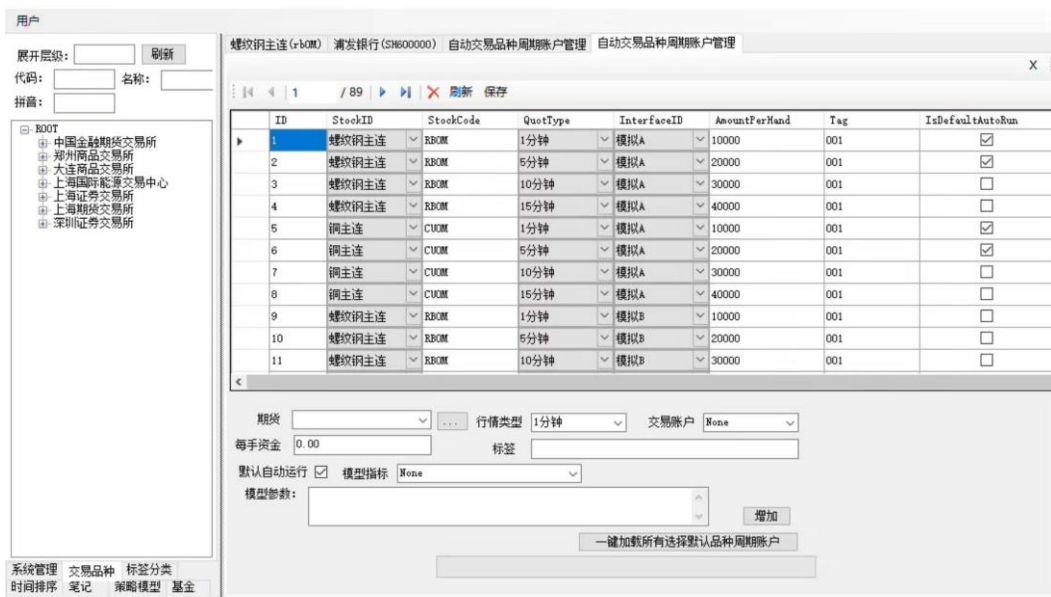 用户
展开层级: 刷新
代码: 名称:
拼音:
ROOT
中国金融期货交易所
郑州商品交易所
大连商品交易所
上海国际能源交易中心
上海证券交易所
上海期货交易所
深圳证券交易所
系统管理 交易品种 标签分类
时间排序 笔记 策略模型 基金
螺纹钢主连(rb0M) 浦发银行(SH600000) 自动交易品种周期账户管理 自动交易品种周期账户管理
X
1 / 89 刷新 保存
ID StockID StockCode QuotType InterfaceID AmountPerHand Tag IsDefaultAutoRun
1 螺纹钢主连 RB0M 1分钟 模拟A 10000 001
2 螺纹钢主连 RB0M 5分钟 模拟A 20000 001
3 螺纹钢主连 RB0M 10分钟 模拟A 30000 001
4 螺纹钢主连 RB0M 15分钟 模拟A 40000 001
5 铜主连 CU0M 1分钟 模拟A 10000 001
6 铜主连 CU0M 5分钟 模拟A 20000 001
7 铜主连 CU0M 10分钟 模拟A 30000 001
8 铜主连 CU0M 15分钟 模拟A 40000 001
9 螺纹钢主连 RB0M 1分钟 模拟B 10000 001
10 螺纹钢主连 RB0M 5分钟 模拟B 20000 001
11 螺纹钢主连 RB0M 10分钟 模拟B 30000 001
期货 ... 行情类型 1分钟 交易账户 None
每手资金 0.00 标签
默认自动运行 模型指标 None
模型参数:
增加
一键加载所有选择默认品种周期账户